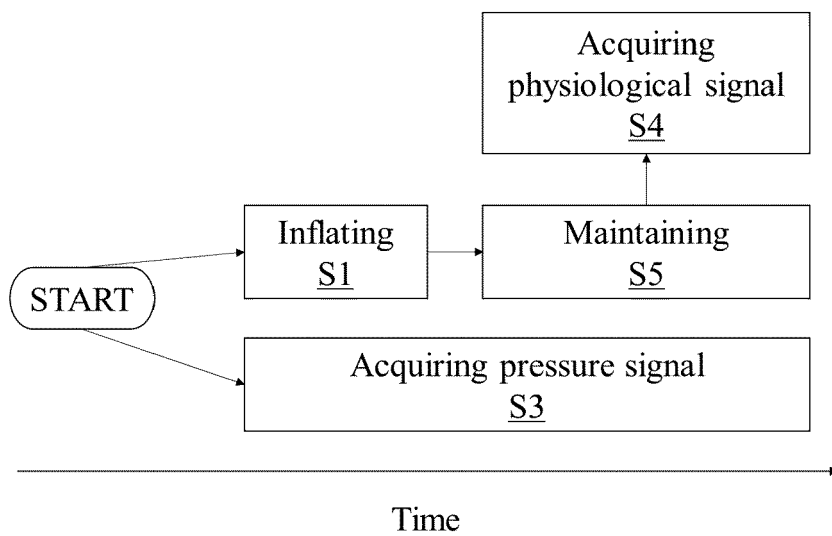 Acquiring
physiological signal
S4
Inflating
S1
Maintaining
S5
START
Acquiring pressure signal
S3
Time